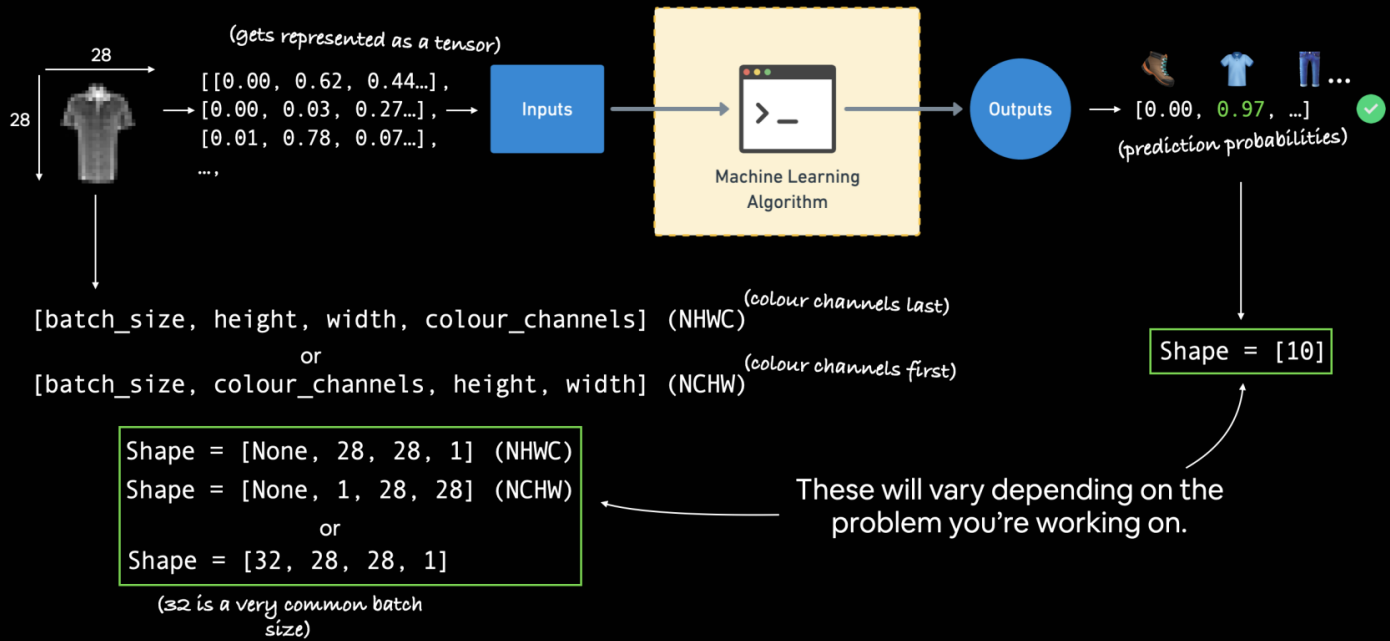 (gets represented as a tensor)
28
28
[[0.00, 0.62, 0.44…],
[0.00, 0.03, 0.27…],
[0.01, 0.78, 0.07…],
…,
Inputs
Machine Learning
Algorithm
Outputs
...
[0.00, 0.97, …]
(prediction probabilities)
[batch_size, height, width, colour_channels] (NHWC)
(colour channels last)
or
[batch_size, colour_channels, height, width] (NCHW)
(colour channels first)
Shape = [10]
Shape = [None, 28, 28, 1] (NHWC)
Shape = [None, 1, 28, 28] (NCHW)
or
Shape = [32, 28, 28, 1]
(32 is a very common batch
size)
These will vary depending on the
problem you're working on.